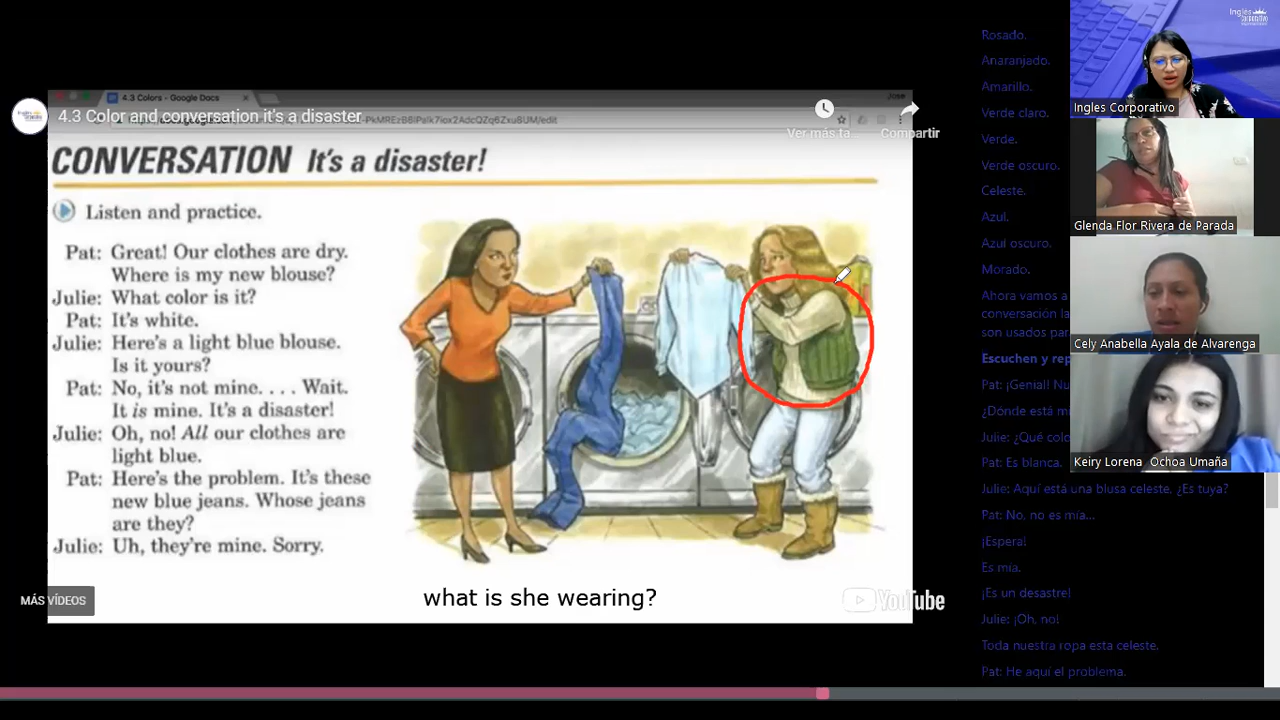 4.3 Colors - Google Docs
4.3 Color and conversation it's a disaster
Ver más ta...
Compartir
CONVERSATION It's a disaster!
Listen and practice.
Pat: Great! Our clothes are dry.
Where is my new blouse?
Julie: What color is it?
Pat: It's white.
Julie: Here's a light blue blouse.
Is it yours?
Pat: No, it's not mine. . . . Wait.
It is mine. It's a disaster!
Julie: Oh, no! All our clothes are
light blue.
Pat: Here's the problem. It's these
new blue jeans. Whose jeans
are they?
Julie: Uh, they're mine. Sorry.
what is she wearing?
MÁS VÍDEOS
YouTube
Rosado.
Anaranjado.
Amarillo.
Verde claro.
Verde.
Verde oscuro.
Celeste.
Azul.
Azul oscuro.
Morado.
Ahora vamos a
conversación la
son usados par
Escuchen y rep
Pat: ¡Genial! Nu
¿Dónde está m
Julie: ¿Qué colo
Pat: Es blanca.
Julie: Aquí está una blusa celeste, ¿Es tuya?
Pat: No, no es mía...
¡Espera!
Es mía.
¡Es un desastre!
Julie: ¡Oh, no!
Toda nuestra ropa esta celeste.
Pat: He aquí el problema.
Ingles Corporativo
Glenda Flor Rivera de Parada
Cely Anabella Ayala de Alvarenga
Keiry Lorena Ochoa Umaña